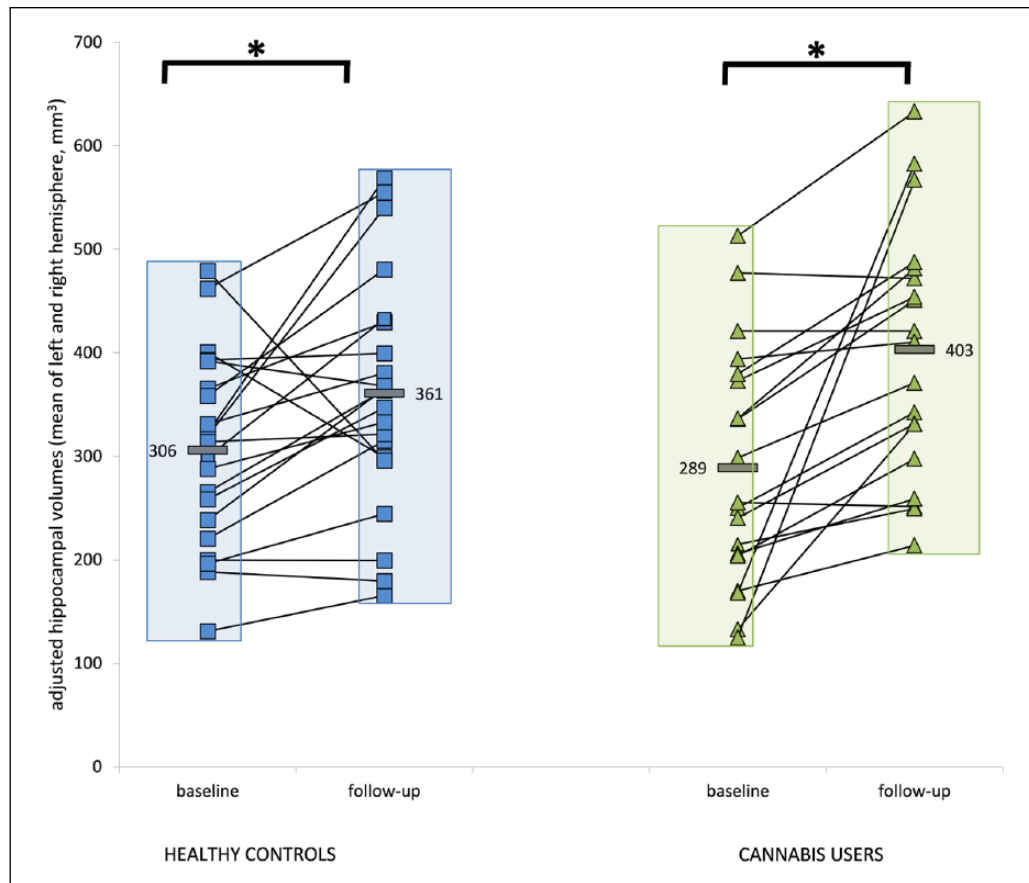 adjusted hippocampal volumes (mean of left and right hemisphere, mm³)
700
600
500
400
300
200
100
0
*
*
306
361
289
403
baseline
follow-up
baseline
follow-up
HEALTHY CONTROLS
CANNABIS USERS